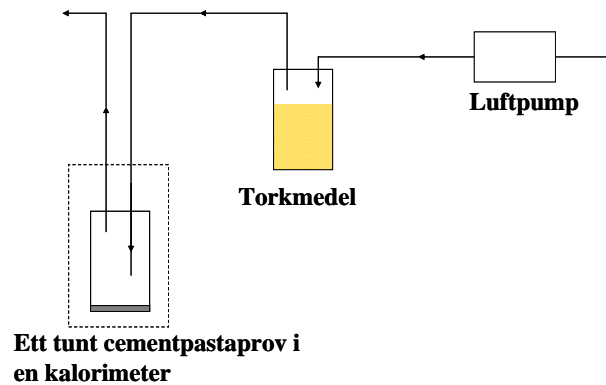 Luftpump
Torkmedel
Ett tunt cementpastaprov i
en kalorimeter